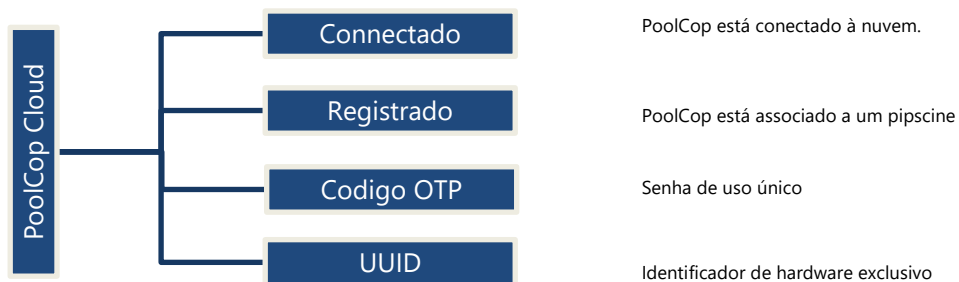 PoolCop Cloud
Connectado
PoolCop está conectado à nuvem.
Registrado
PoolCop está associado a um pipscine
Codigo OTP
Senha de uso único
UUID
Identificador de hardware exclusivo